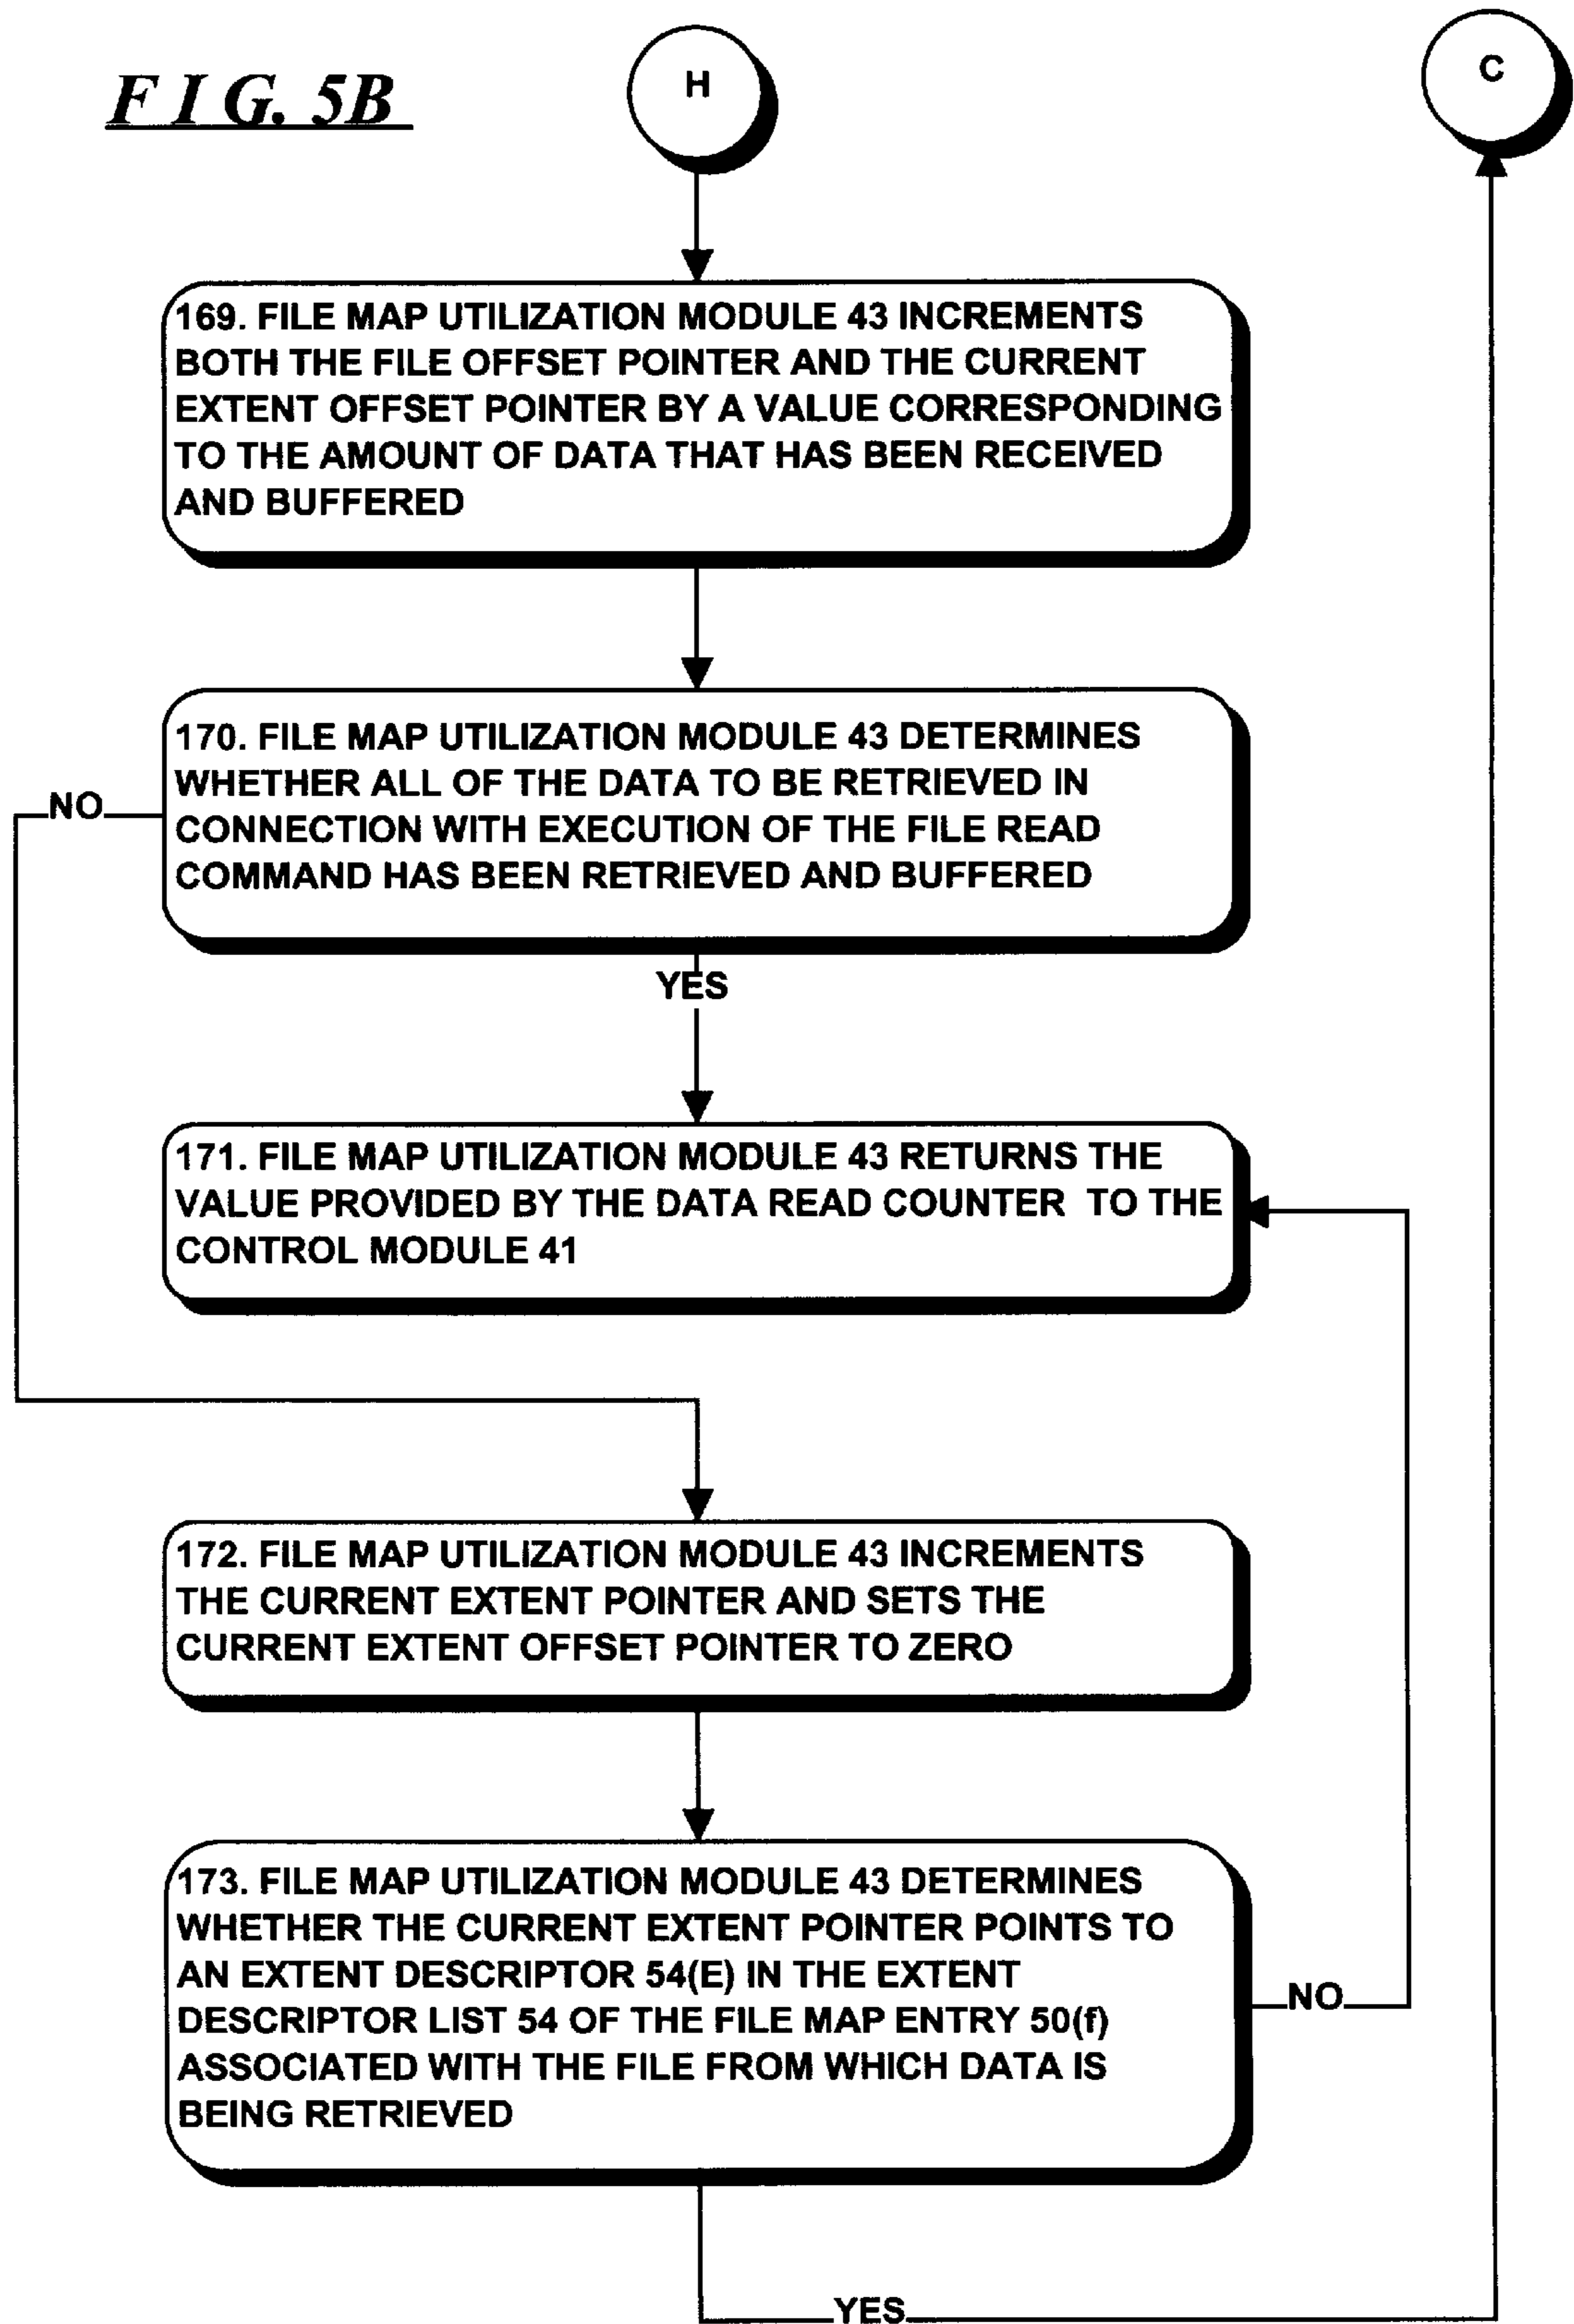 FIG. 5B
H
C
169. FILE MAP UTILIZATION MODULE 43 INCREMENTS
BOTH THE FILE OFFSET POINTER AND THE CURRENT
EXTENT OFFSET POINTER BY A VALUE CORRESPONDING
TO THE AMOUNT OF DATA THAT HAS BEEN RECEIVED
AND BUFFERED
170. FILE MAP UTILIZATION MODULE 43 DETERMINES
WHETHER ALL OF THE DATA TO BE RETRIEVED IN
CONNECTION WITH EXECUTION OF THE FILE READ
COMMAND HAS BEEN RETRIEVED AND BUFFERED
NO
YES
171. FILE MAP UTILIZATION MODULE 43 RETURNS THE
VALUE PROVIDED BY THE DATA READ COUNTER TO THE
CONTROL MODULE 41
172. FILE MAP UTILIZATION MODULE 43 INCREMENTS
THE CURRENT EXTENT POINTER AND SETS THE
CURRENT EXTENT OFFSET POINTER TO ZERO
173. FILE MAP UTILIZATION MODULE 43 DETERMINES
WHETHER THE CURRENT EXTENT POINTER POINTS TO
AN EXTENT DESCRIPTOR 54(E) IN THE EXTENT
DESCRIPTOR LIST 54 OF THE FILE MAP ENTRY 50(f)
ASSOCIATED WITH THE FILE FROM WHICH DATA IS
BEING RETRIEVED
NO
YES